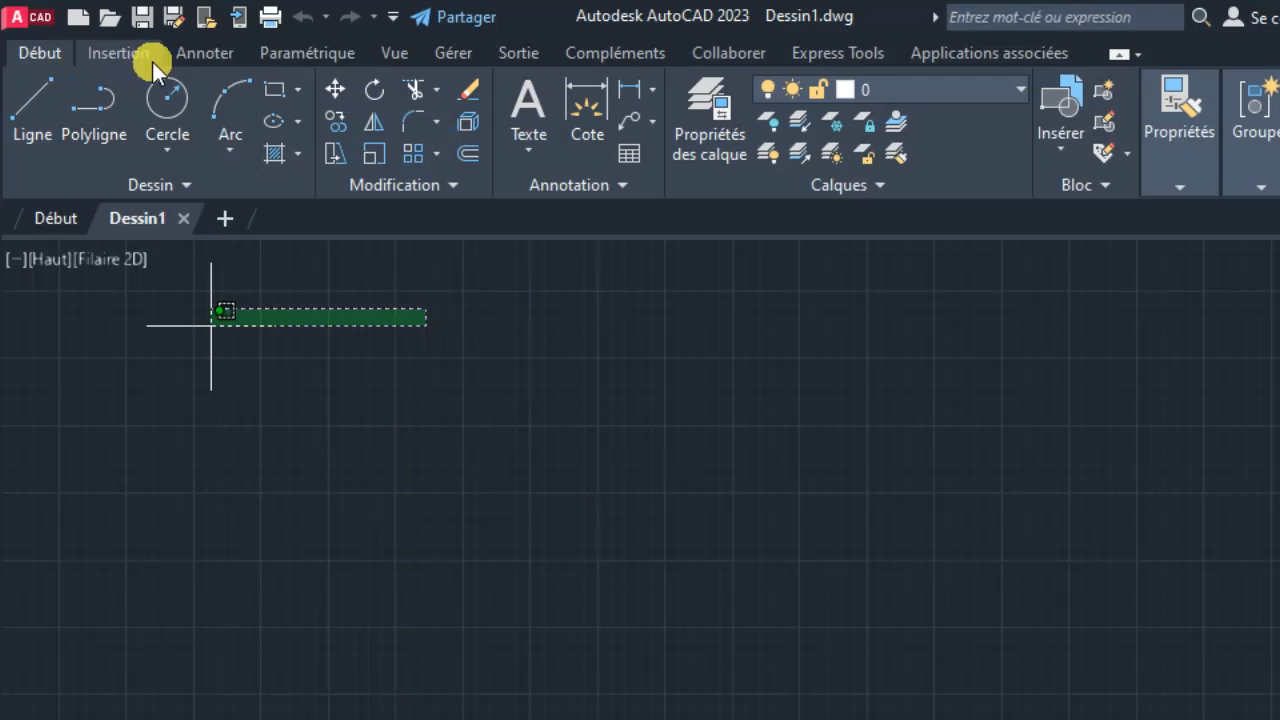 A CAD Partager Autodesk AutoCAD 2023 Dessin1.dwg Entrez mot-clé ou expression Se c
Début Insertion Annoter Paramétrique Vue Gérer Sortie Compléments Collaborer Express Tools Applications associées
Ligne Polyligne Cercle Arc
A
Texte Cote
Propriétés
des calque
0
Insérer Propriétés Groupe
Dessin Modification Annotation Calques Bloc
Début Dessin1
[−][Haut][Filaire 2D]